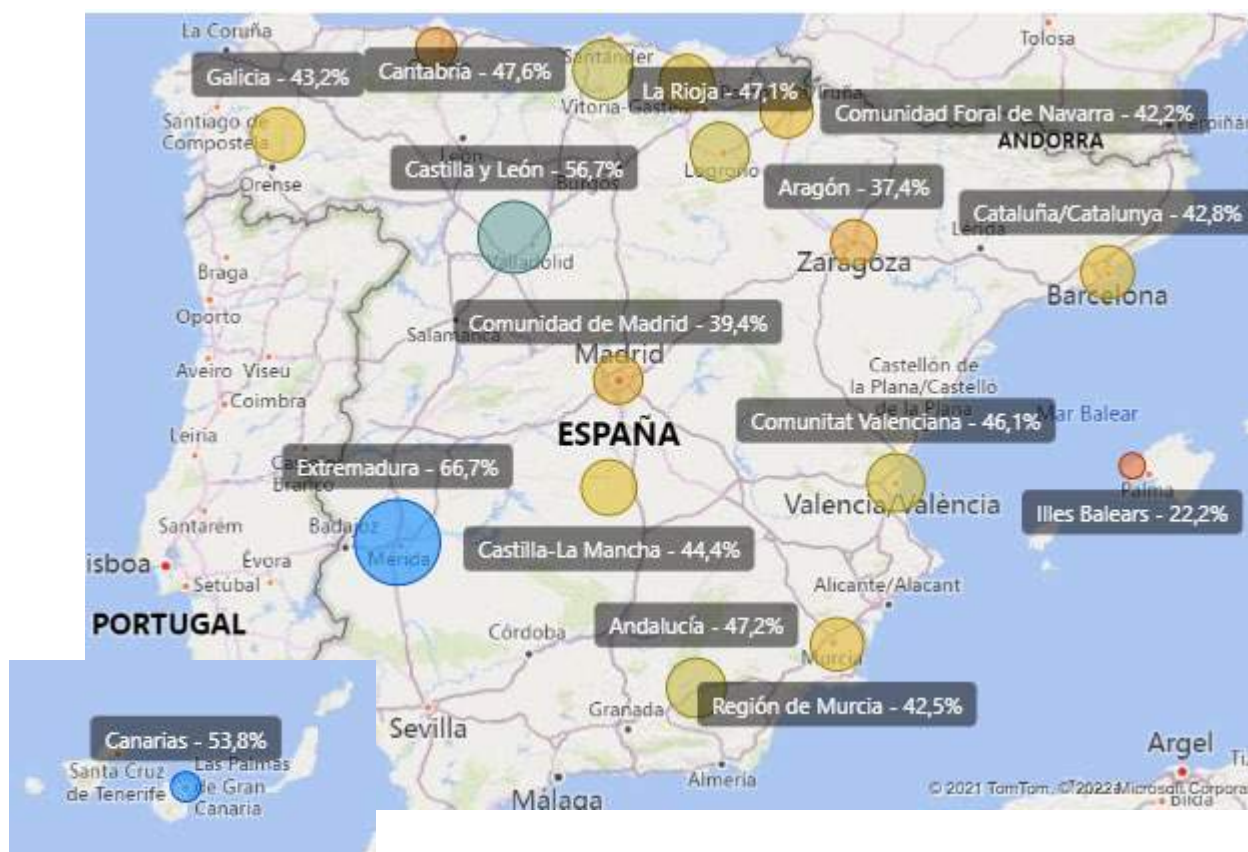 La Coruña
Tolosa
Santander
Galicia - 43,2%
Cantabria - 47,6%
La Rioja - 47,1%
Vitoria-Gasteiz
Comunidad Foral de Navarra - 42,2%
Santiago de
Compostela
ANDORRA
León
Logroño
Castilla y León - 56,7%
Burgos
Orense
Aragón - 37,4%
Cataluña/Catalunya - 42,8%
Lérida
Braga
Valladolid
Zaragoza
Barcelona
Oporto
Comunidad de Madrid - 39,4%
Salamanca
Madrid
Aveiro
Viseu
Castellón de
la Plana/Castelló
de la Plana
Coimbra
Mar Balear
Comunitat Valenciana - 46,1%
Leiria
ESPAÑA
Extremadura - 66,7%
Branco
Palma
Valencia/València
Illes Balears - 22,2%
Santarém
Badajoz
Castilla-La Mancha - 44,4%
Mérida
isboa
Évora
Setúbal
Alicante/Alacant
PORTUGAL
Córdoba
Andalucía - 47,2%
Murcia
Región de Murcia - 42,5%
Granada
Sevilla
Canarias - 53,8%
Argel
Santa Cruz
de Tenerife
Las Palmas
de Gran
Canaria
Almería
Málaga
© 2021 TomTom, © 2022 Microsoft Corpora